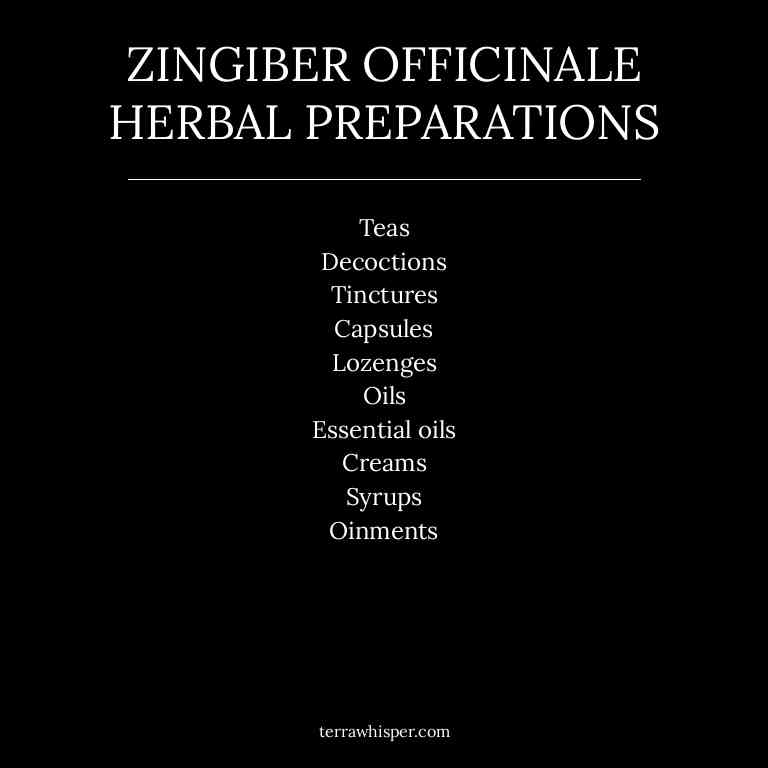 ZINGIBER OFFICINALE
HERBAL PREPARATIONS
Teas
Decoctions
Tinctures
Capsules
Lozenges
Oils
Essential oils
Creams
Syrups
Oinments
terrawhisper.com